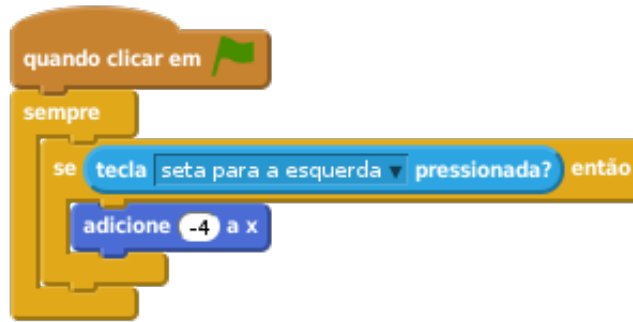 quando clicar em
sempre
se tecla seta para a esquerda pressionada? então
adicione -4 a x